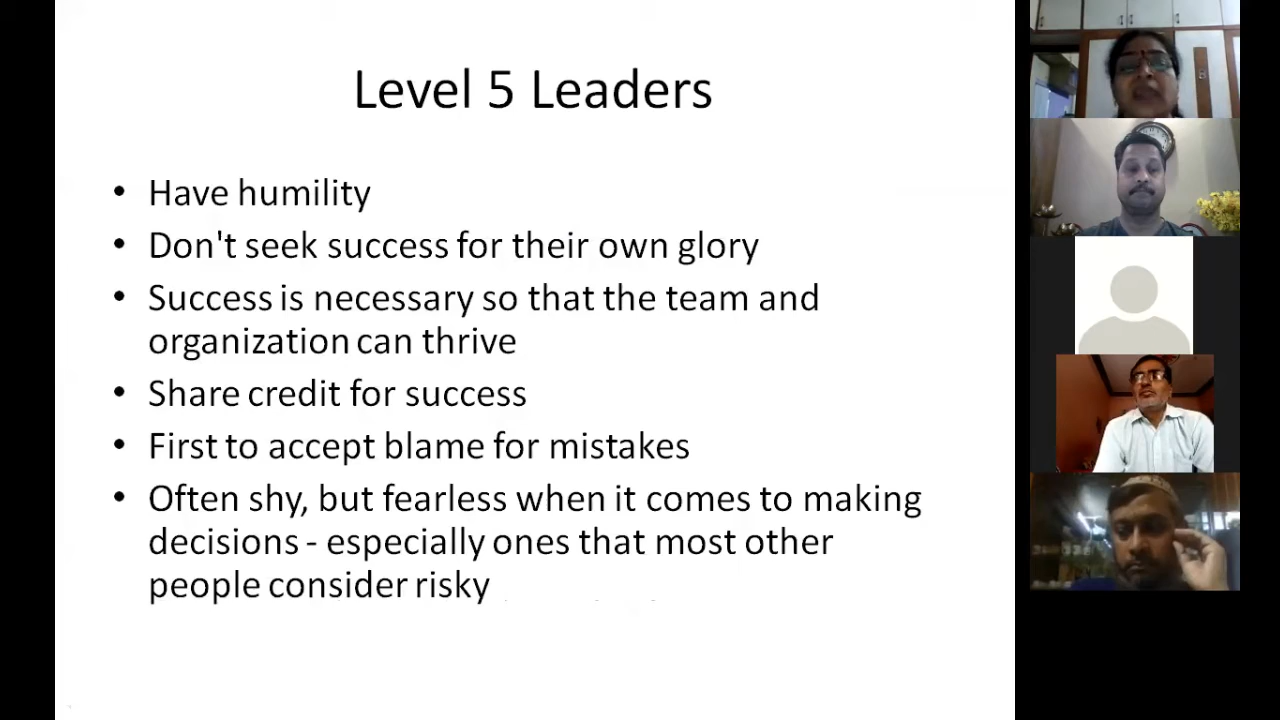 Level 5 Leaders
• Have humility
• Don't seek success for their own glory
• Success is necessary so that the team and
organization can thrive
• Share credit for success
• First to accept blame for mistakes
• Often shy, but fearless when it comes to making
decisions - especially ones that most other
people consider risky